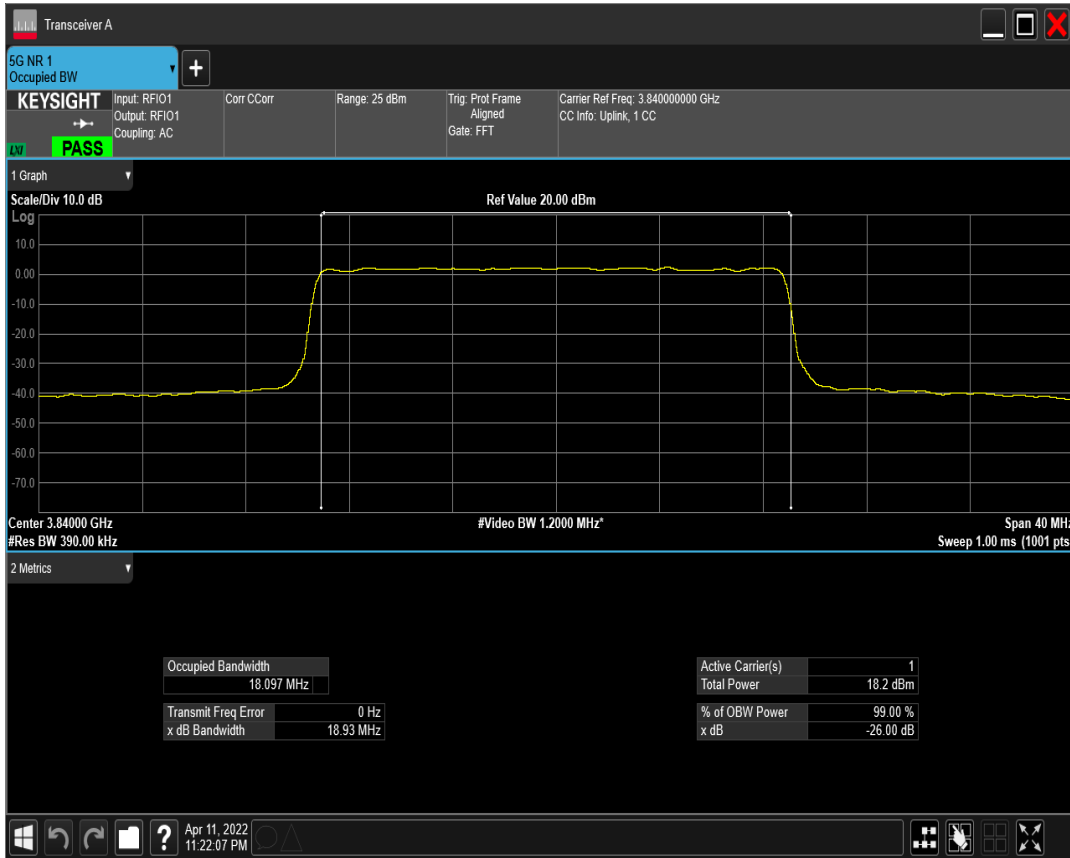 Transceiver A
5G NR 1
Occupied BW
+
KEYSIGHT
LXI
PASS
Input: RFIO1
Output: RFIO1
Coupling: AC
Corr CCorr
Range: 25 dBm
Trig: Prot Frame
Aligned
Gate: FFT
Carrier Ref Freq: 3.840000000 GHz
CC Info: Uplink, 1 CC
1 Graph
Scale/Div 10.0 dB
Ref Value 20.00 dBm
Log
10.0
0.00
-10.0
-20.0
-30.0
-40.0
-50.0
-60.0
-70.0
Center 3.84000 GHz
#Video BW 1.2000 MHz*
Span 40 MHz
#Res BW 390.00 kHz
Sweep 1.00 ms (1001 pts
2 Metrics
Occupied Bandwidth
18.097 MHz
Transmit Freq Error 0 Hz
x dB Bandwidth 18.93 MHz
Active Carrier(s) 1
Total Power 18.2 dBm
% of OBW Power 99.00 %
x dB -26.00 dB
?
Apr 11, 2022
11:22:07 PM